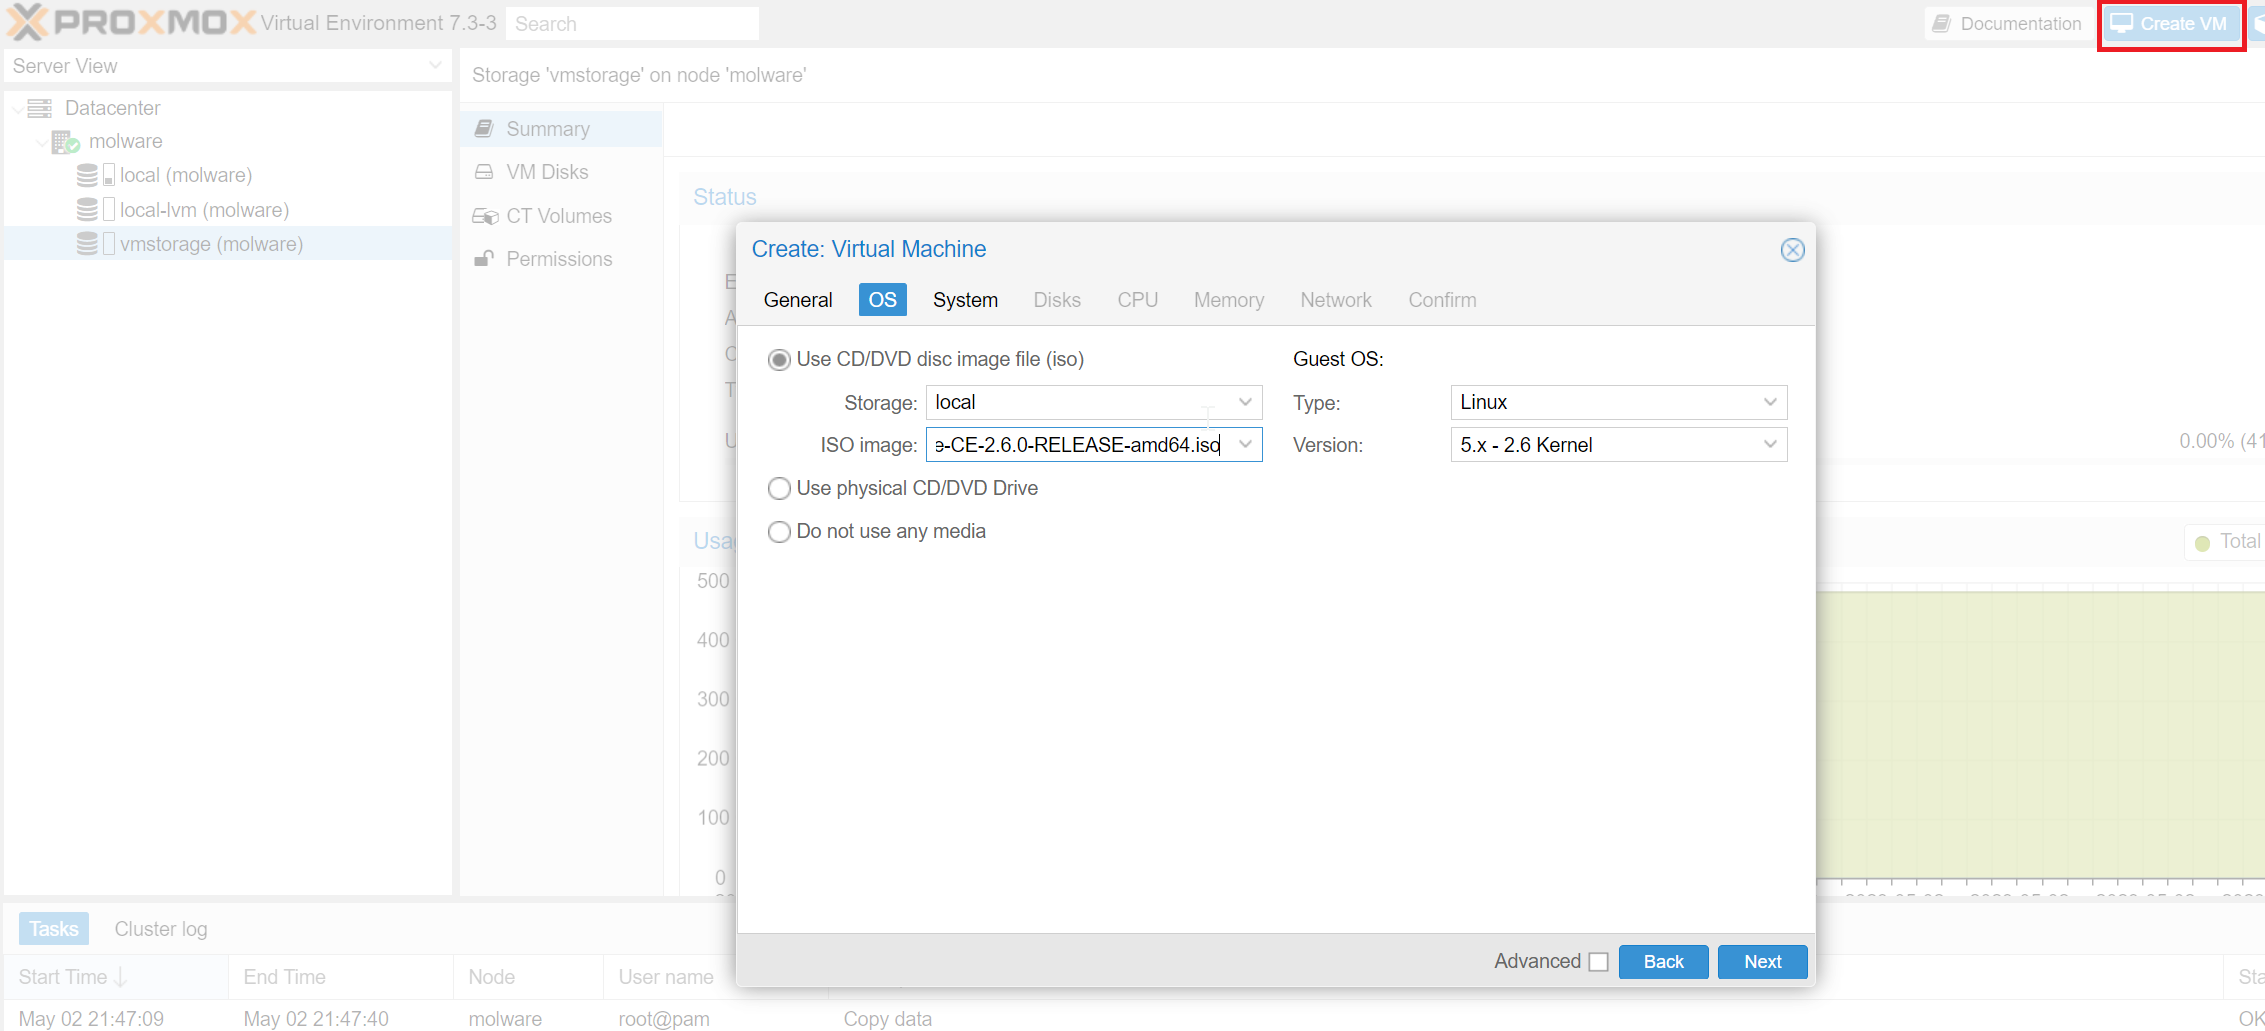 PROXMOX Virtual Environment 7.3-3 Search Documentation Create VM
Server View
Storage 'vmstorage' on node 'molware'
Datacenter
molware
local (molware)
local-lvm (molware)
vmstorage (molware)
Summary
VM Disks
CT Volumes
Permissions
Status
E
A
C
T
U
0.00% (41
Usag
Total
500
400
300
200
100
0
Create: Virtual Machine
General OS System Disks CPU Memory Network Confirm
Use CD/DVD disc image file (iso) Guest OS:
Storage: local Type: Linux
ISO image: e-CE-2.6.0-RELEASE-amd64.iso Version: 5.x - 2.6 Kernel
Use physical CD/DVD Drive
Do not use any media
Advanced Back Next
Tasks Cluster log
Start Time End Time Node User name Sta
May 02 21:47:09 May 02 21:47:40 molware root@pam Copy data OK